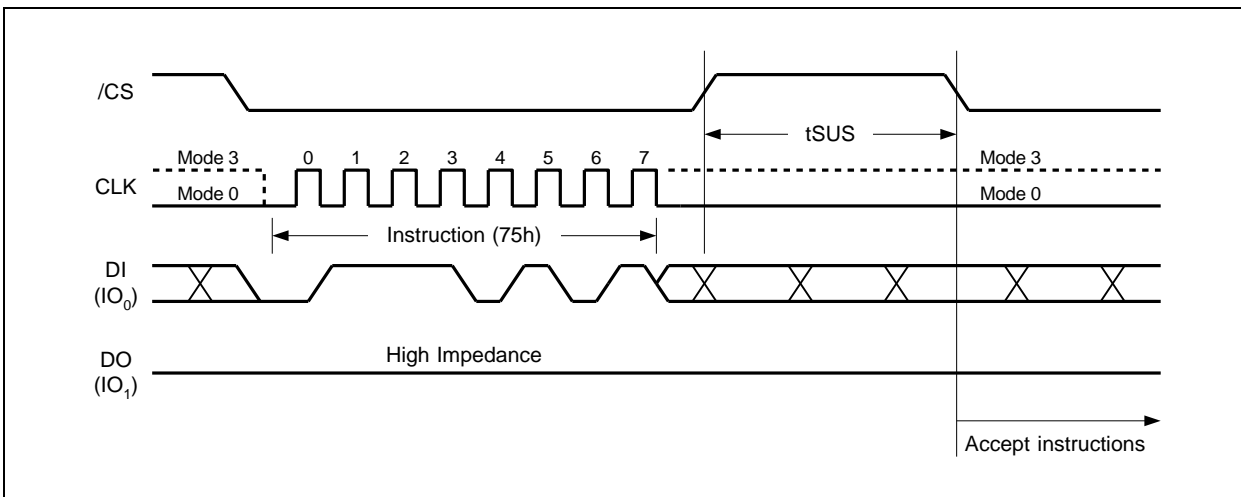 /CS
tSUS
Mode 3 0 1 2 3 4 5 6 7 Mode 3
CLK
Mode 0 Mode 0
Instruction (75h)
DI
(IO0)
High Impedance
DO
(IO1)
Accept instructions